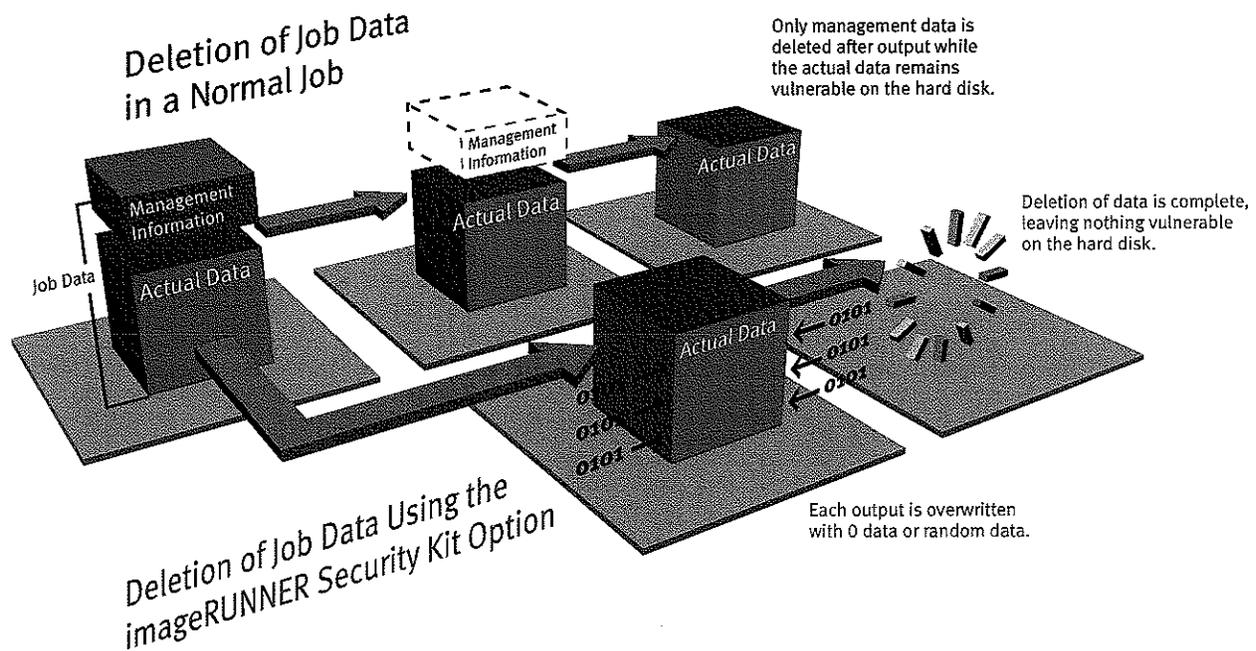 Deletion of Job Data
in a Normal Job
Only management data is
deleted after output while
the actual data remains
vulnerable on the hard disk.
Management
Information
Actual Data
Management
Information
Actual Data
Job Data
Actual Data
Deletion of data is complete,
leaving nothing vulnerable
on the hard disk.
Actual Data
0101
0101
0101
0101
Each output is overwritten
with 0 data or random data.
Deletion of Job Data Using the
imageRUNNER Security Kit Option